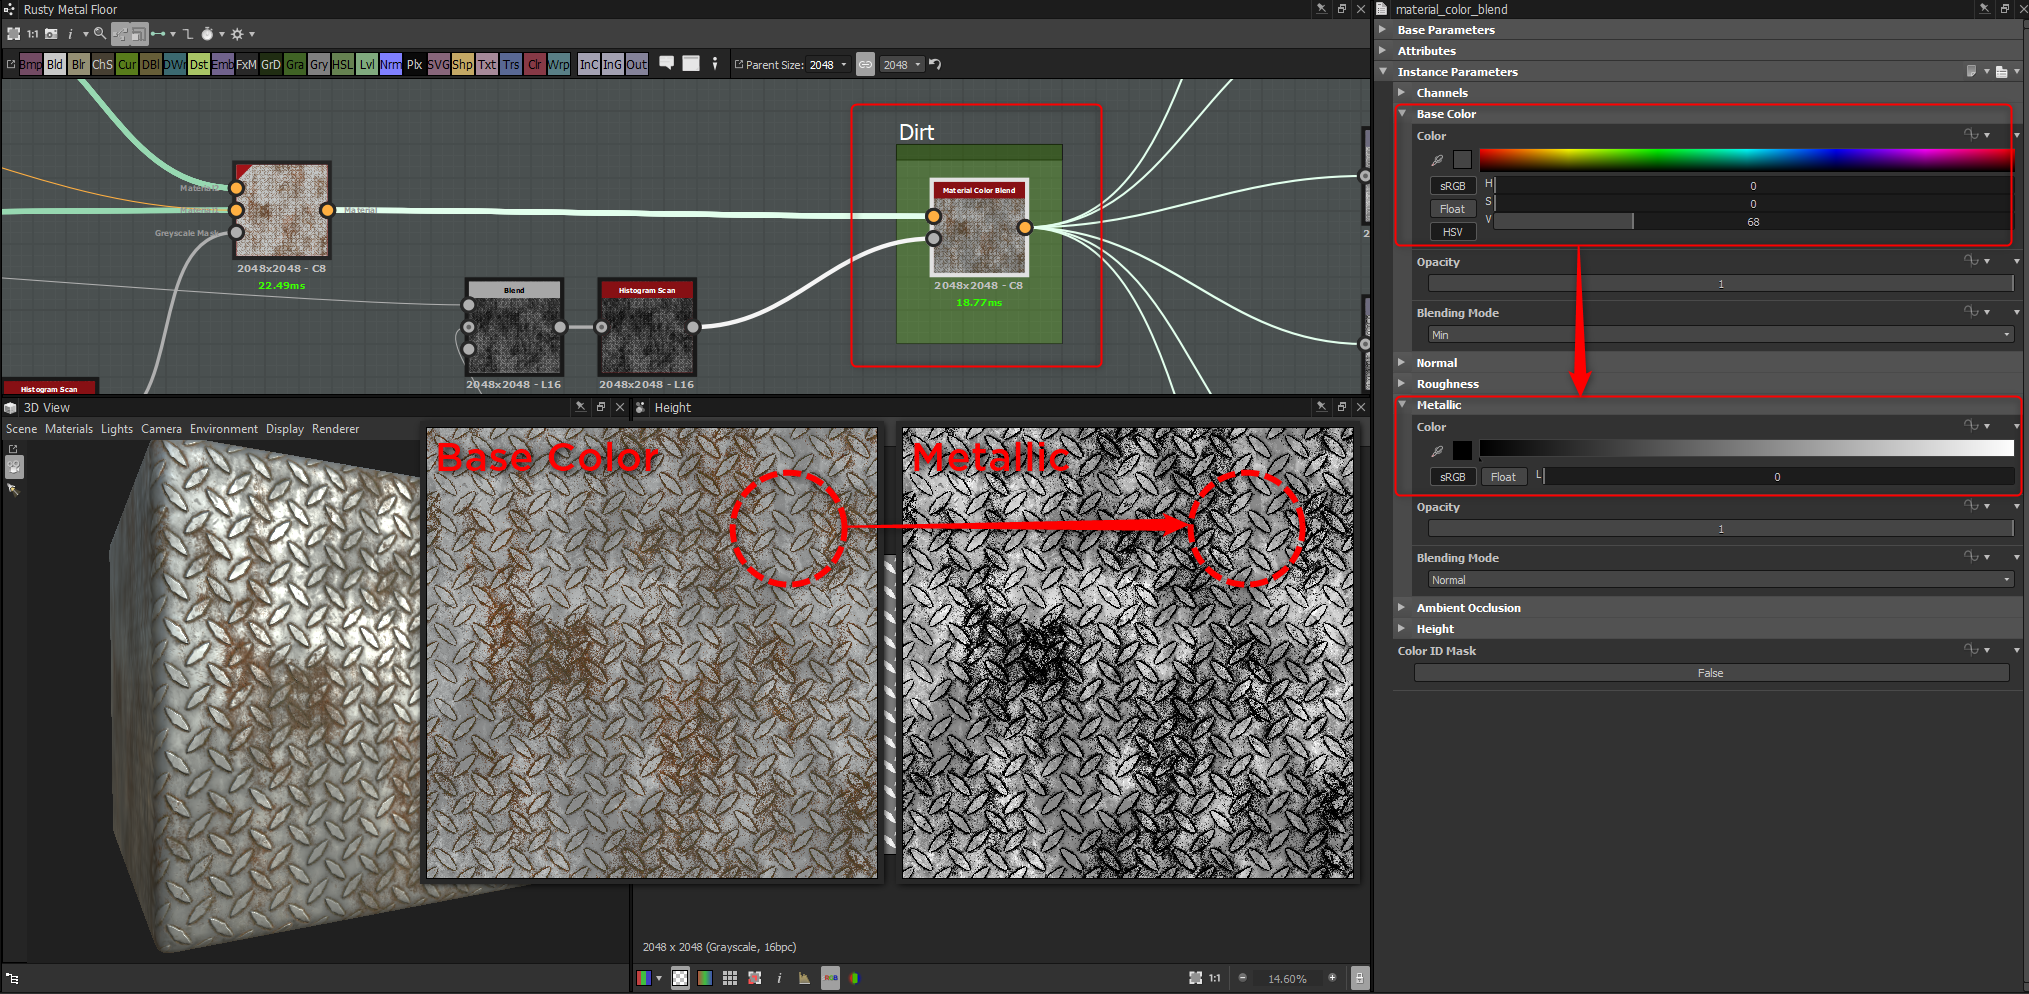 Rusty Metal Floor
1:1
i
Bmp Bld Blr ChS Cur DBl DWr Dst Emb FxM GrD Gra Gry HSL Lvl Nrm Plx SVG Shp Txt Trs Clr Wrp InC InG Out
Parent Size: 2048 2048
Dirt
Material Color Blend
2048x2048 - C8
18.77ms
Material2
Material1
Greyscale Mask
Material
2048x2048 - C8
22.49ms
Blend
2048x2048 - L16
Histogram Scan
2048x2048 - L16
Histogram Scan
2
3D View
Scene Materials Lights Camera Environment Display Renderer
Height
Base Color
Metallic
2048 x 2048 (Grayscale, 16bpc)
i
RGB
1:1
14.60%
material_color_blend
Base Parameters
Attributes
Instance Parameters
Channels
Base Color
Color
sRGB H 0
Float S 0
HSV V 68
Opacity
1
Blending Mode
Min
Normal
Roughness
Metallic
Color
sRGB Float L 0
Opacity
1
Blending Mode
Normal
Ambient Occlusion
Height
Color ID Mask
False